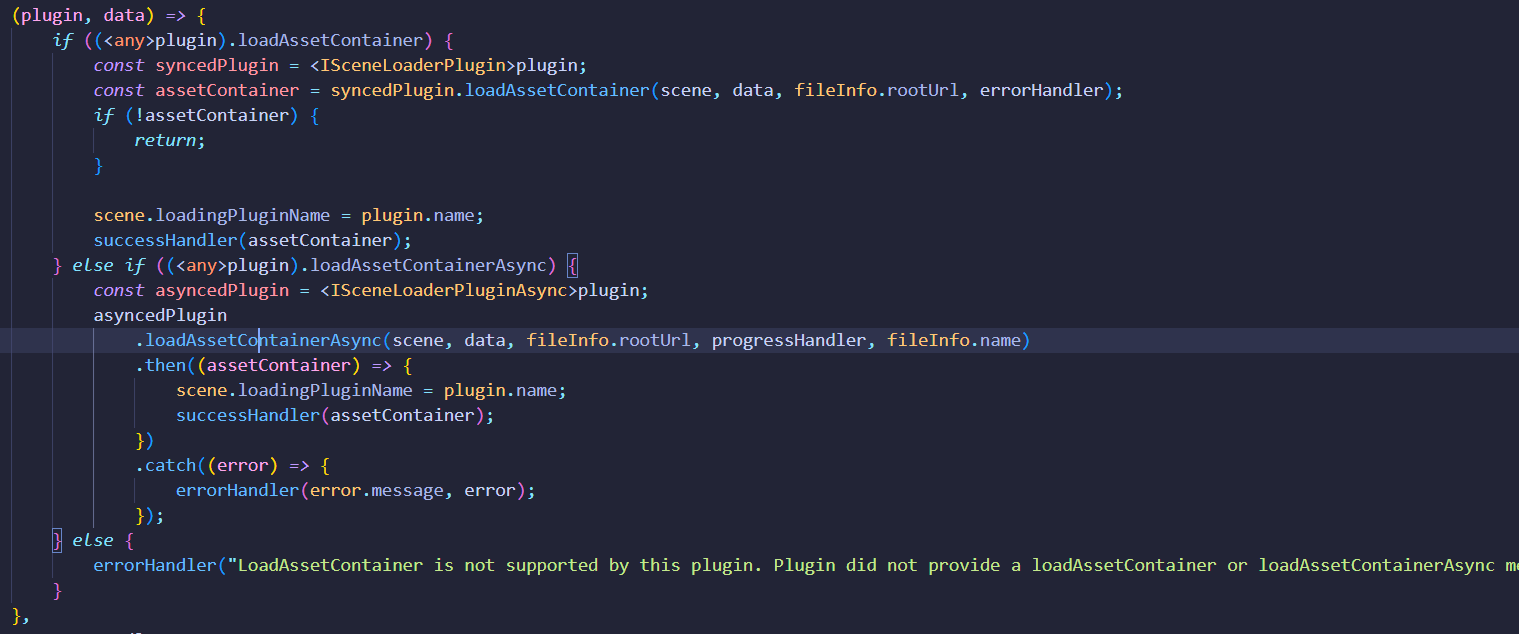 (plugin, data) => {
if ((<any>plugin).loadAssetContainer) {
const syncedPlugin = <ISceneLoaderPlugin>plugin;
const assetContainer = syncedPlugin.loadAssetContainer(scene, data, fileInfo.rootUrl, errorHandler);
if (!assetContainer) {
return;
}
scene.loadingPluginName = plugin.name;
successHandler(assetContainer);
} else if ((<any>plugin).loadAssetContainerAsync) {
const asyncedPlugin = <ISceneLoaderPluginAsync>plugin;
asyncedPlugin
.loadAssetContainerAsync(scene, data, fileInfo.rootUrl, progressHandler, fileInfo.name)
.then((assetContainer) => {
scene.loadingPluginName = plugin.name;
successHandler(assetContainer);
})
.catch((error) => {
errorHandler(error.message, error);
});
} else {
errorHandler("LoadAssetContainer is not supported by this plugin. Plugin did not provide a loadAssetContainer or loadAssetContainerAsync
}
},